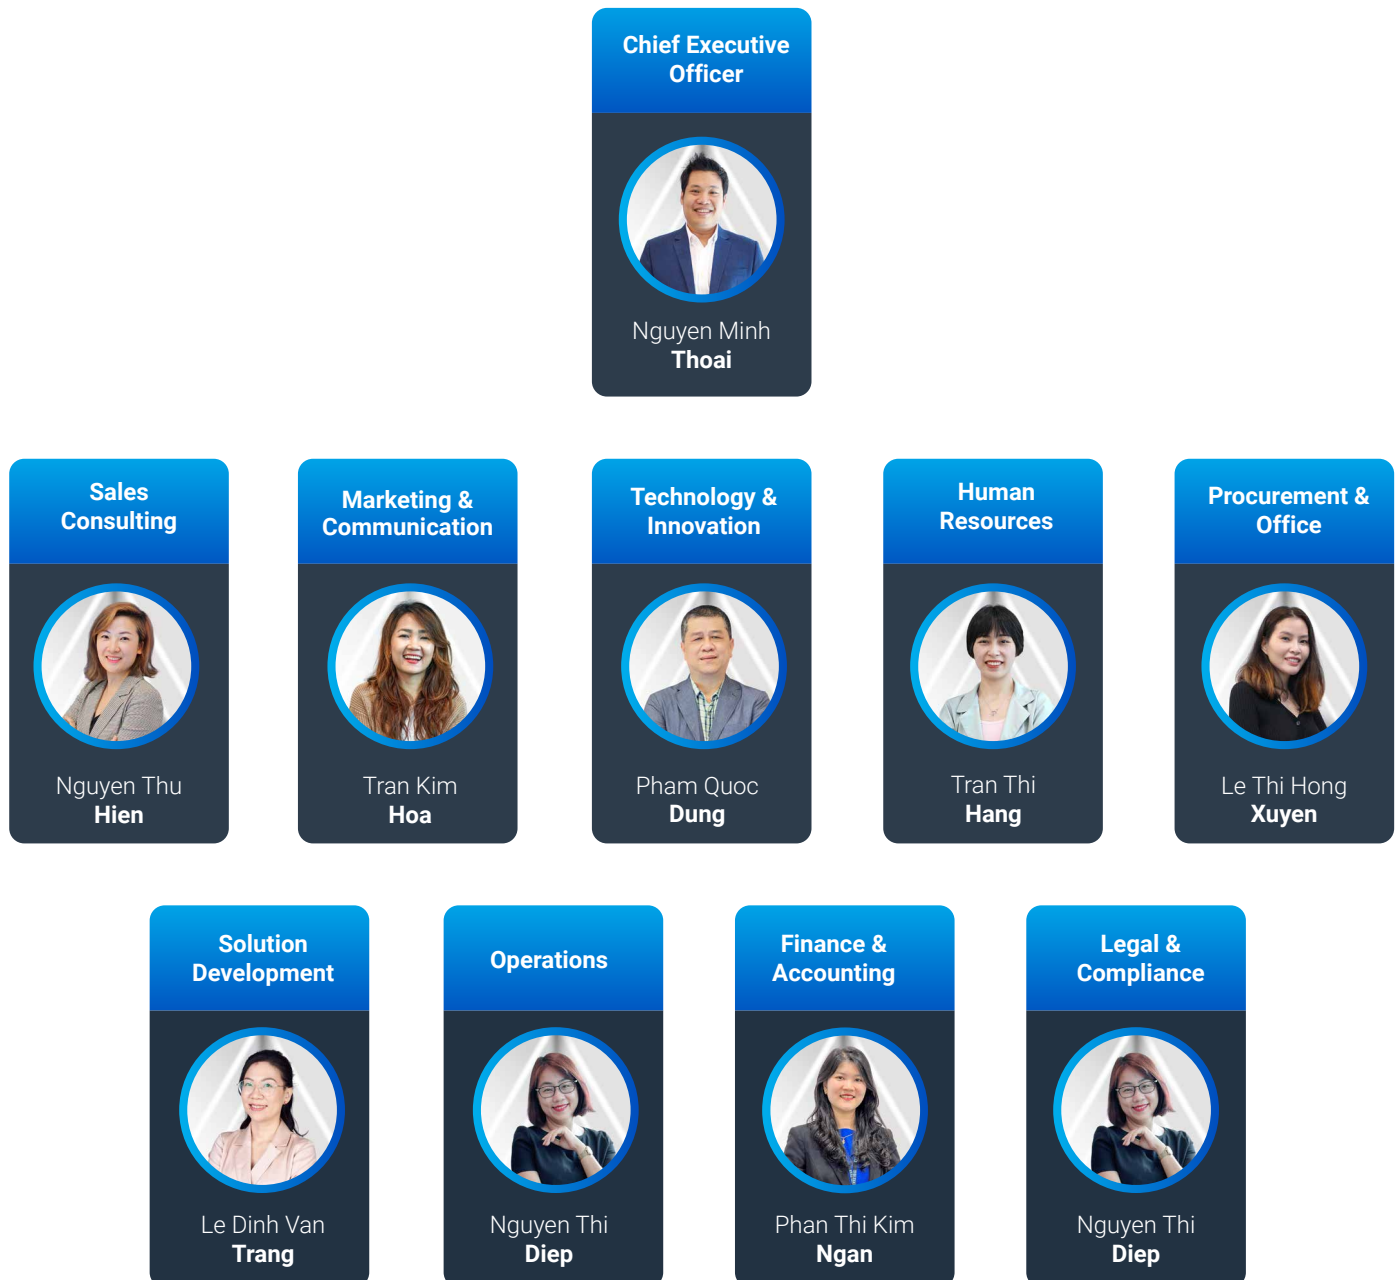 Chief Executive
Officer
Nguyen Minh
Thoai
Sales
Consulting
Nguyen Thu
Hien
Marketing &
Communication
Tran Kim
Hoa
Technology &
Innovation
Pham Quoc
Dung
Human
Resources
Tran Thi
Hang
Procurement &
Office
Le Thi Hong
Xuyen
Solution
Development
Le Dinh Van
Trang
Operations
Nguyen Thi
Diep
Finance &
Accounting
Phan Thi Kim
Ngan
Legal &
Compliance
Nguyen Thi
Diep